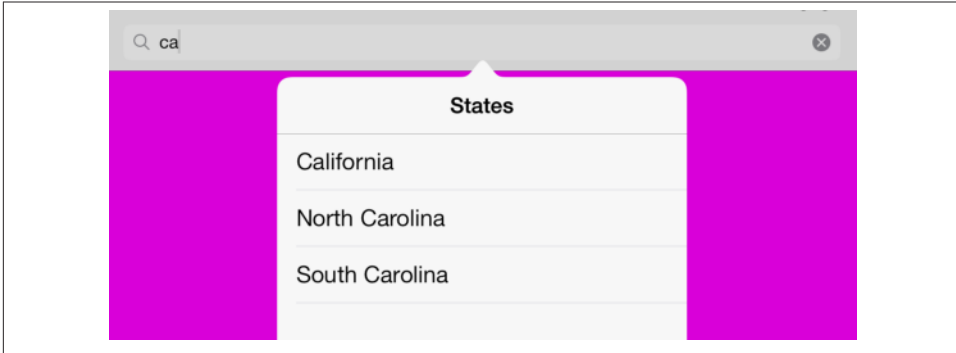 ca
States
California
North Carolina
South Carolina